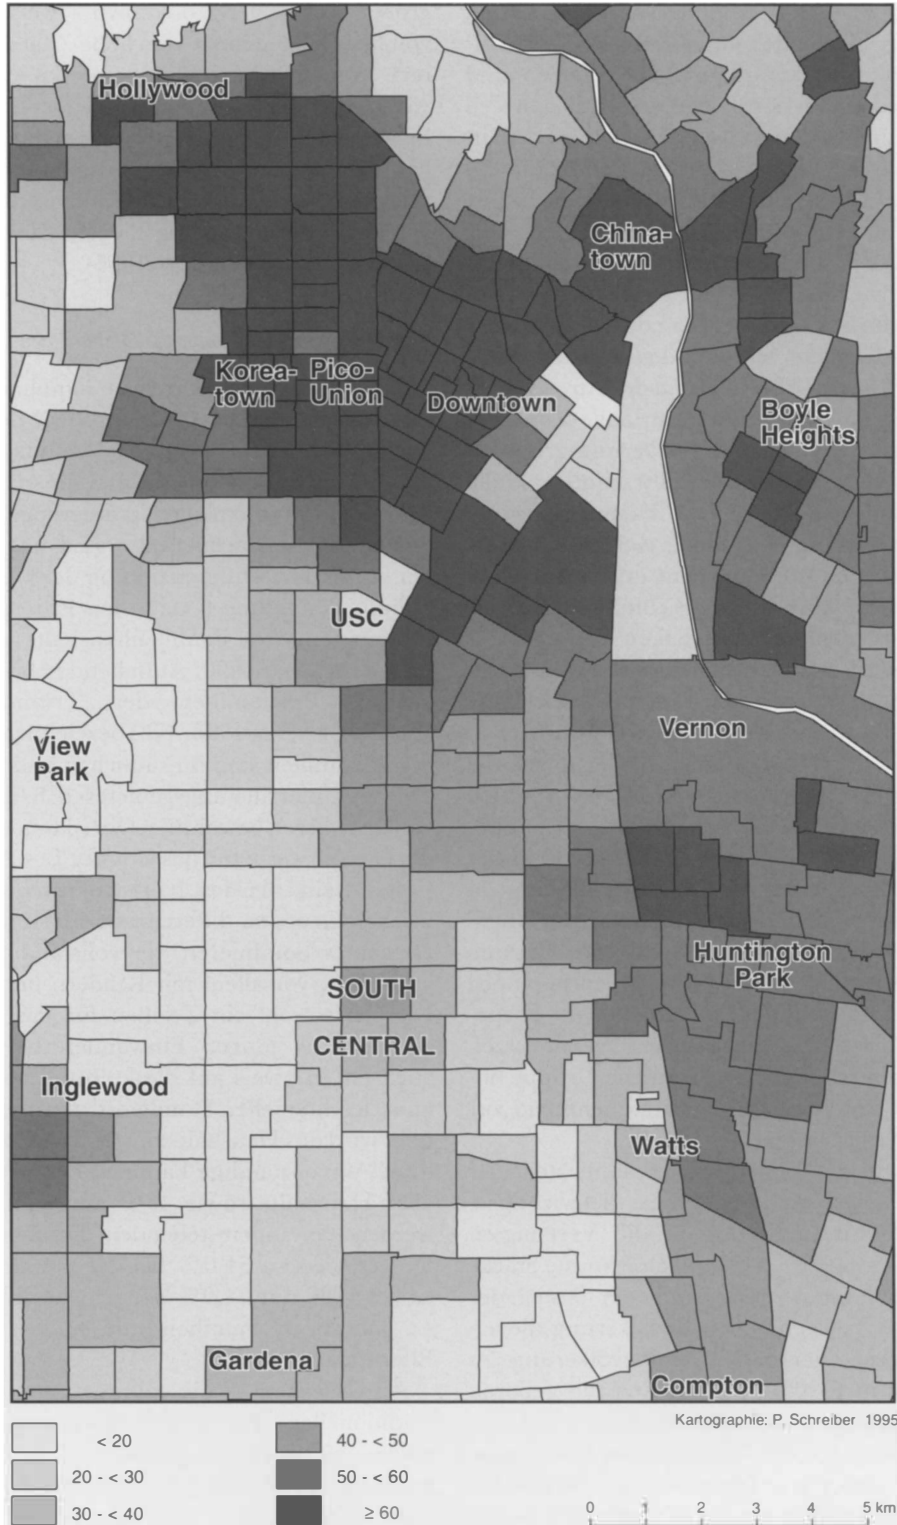 Hollywood
China-
town
Korea-
town
Pico-
Union
Downtown
Boyle
Heights
USC
Vernon
View
Park
Huntington
Park
SOUTH
CENTRAL
Inglewood
Watts
Gardena
Compton
Kartographie: P. Schreiber 1995
< 20
20 - < 30
30 - < 40
40 - < 50
50 - < 60
≥ 60
0 1 2 3 4 5 km